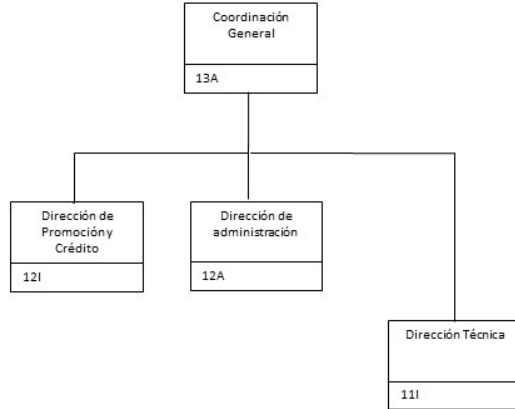 Coordinación
General
13A
Dirección de
Promoción y
Crédito
12I
Dirección de
administración
12A
Dirección Técnica
11I